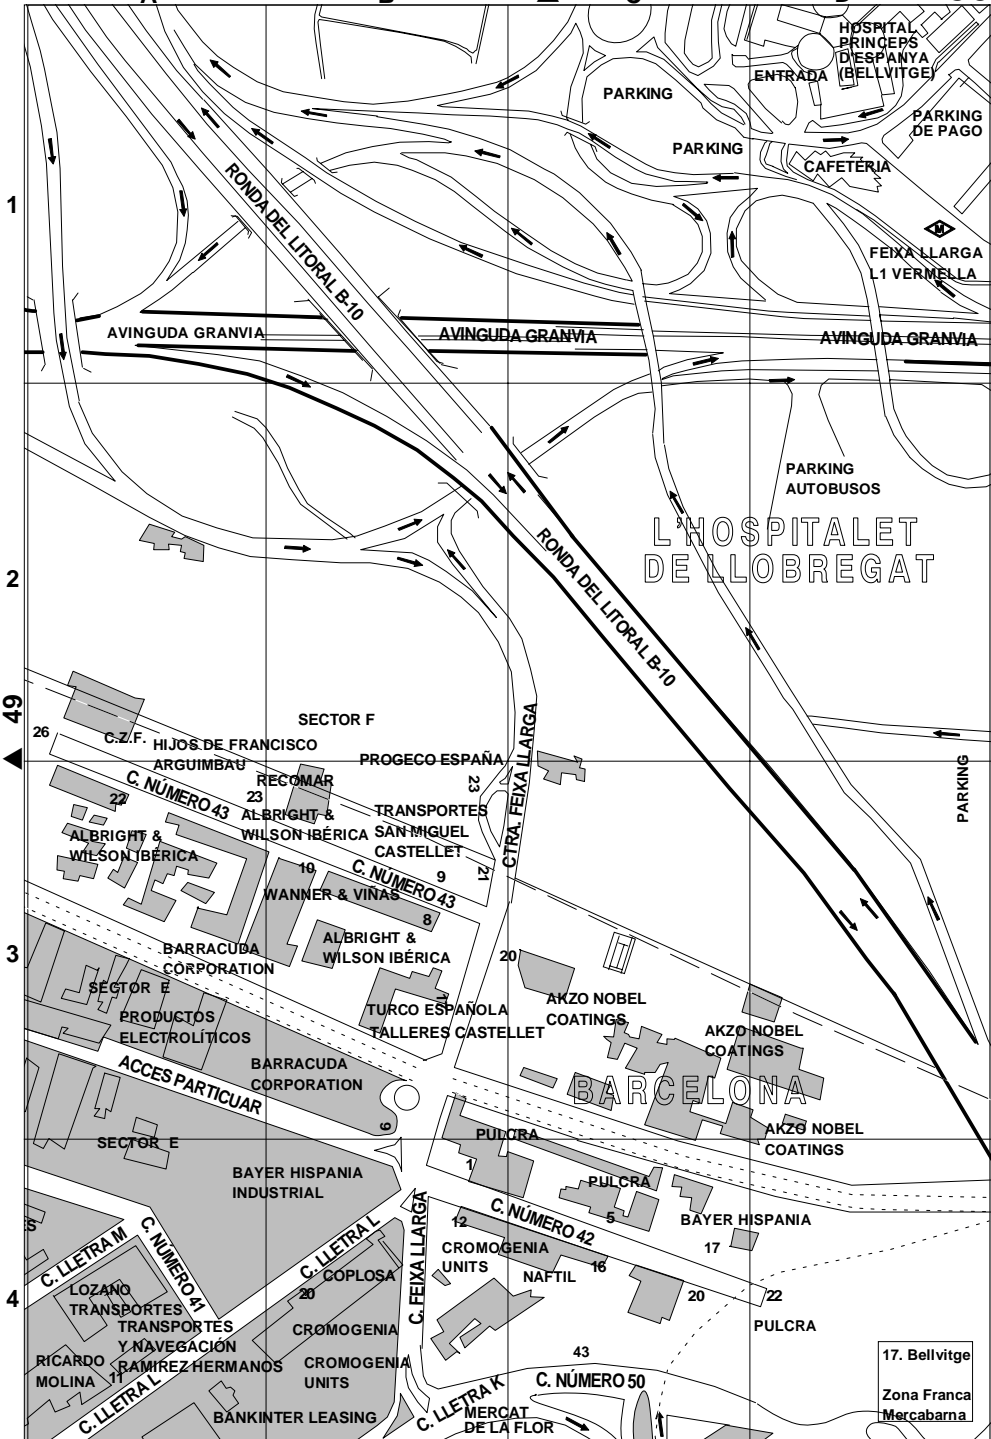 A
B
C
D
HOSPITAL
PRINCEPS
D'ESPANYA
(BELLVITGE)
ENTRADA
PARKING
PARKING
DE PAGO
PARKING
CAFETERIA
1
RONDA DEL LITORAL B-10
M
FEIXA LLARGA
L1 VERMELLA
AVINGUDA GRANVIA
AVINGUDA GRANVIA
AVINGUDA GRANVIA
PARKING
AUTOBUSOS
L'HOSPITALET
DE LLOBREGAT
RONDA DEL LITORAL B-10
2
49
SECTOR F
26
C.Z.F.
HIJOS DE FRANCISCO
ARGUIMBAU
PROGECO ESPAÑA
CTRA. FEIXA LLARGA
PARKING
RECOMAR
C. NÚMERO 43
22
23
23
ALBRIGHT &
WILSON IBÉRICA
TRANSPORTES
SAN MIGUEL
CASTELLET
ALBRIGHT &
WILSON IBÉRICA
10
C. NÚMERO 43
9
21
WANNER & VIÑAS
8
ALBRIGHT &
WILSON IBÉRICA
BARRACUDA
CORPORATION
3
20
SECTOR E
17
AKZO NOBEL
COATINGS
TURCO ESPAÑOLA
TALLERES CASTELLET
PRODUCTOS
ELECTROLÍTICOS
AKZO NOBEL
COATINGS
BARRACUDA
CORPORATION
ACCES PARTICUAR
BARCELONA
9
AKZO NOBEL
COATINGS
SECTOR E
PULCRA
1
BAYER HISPANIA
INDUSTRIAL
PULCRA
C. NÚMERO 42
12
5
BAYER HISPANIA
17
C. FEIXA LLARGA
C. LLETRA L
C. LLETRA M
C. NÚMERO 41
CROMOGENIA
UNITS
NAFTIL
16
COPLOSA
20
20
22
4
LOZANO
TRANSPORTES
TRANSPORTES
Y NAVEGACIÓN
RAMIREZ HERMANOS
CROMOGENIA
PULCRA
RICARDO
MOLINA
11
CROMOGENIA
UNITS
43
C. NÚMERO 50
C. LLETRA L
C. LLETRA K
BANKINTER LEASING
MERCAT
DE LA FLOR
17. Bellvitge
Zona Franca
Mercabarna